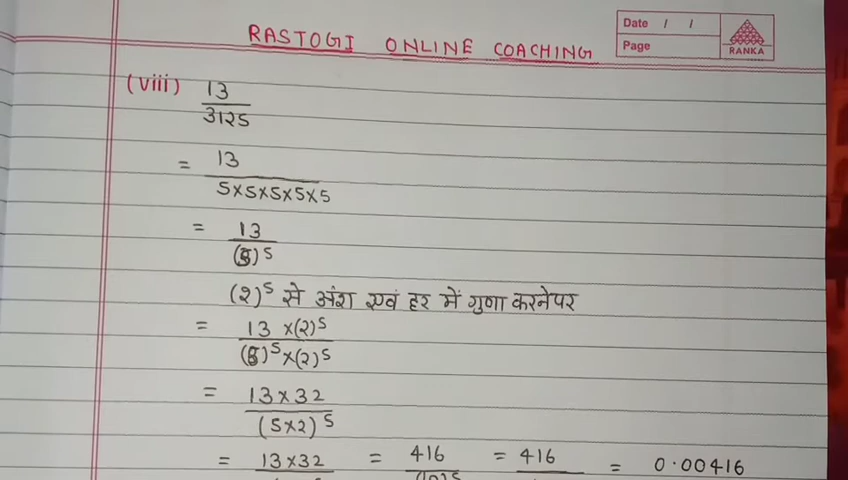 RASTOGI ONLINE COACHING
Date / /
Page
RANKA
(viii) 13
3125
= 13
5×5×5×5×5
= 13
(5)⁵
(2)⁵ से अंश एवं हर में गुणा करनेपर
= 13 ×(2)⁵
(5)⁵×(2)⁵
= 13×32
(5×2)⁵
= 13×32 = 416 = 416 = 0.00416